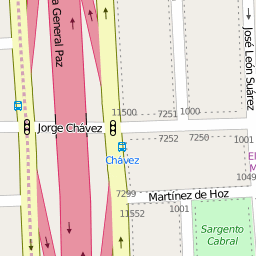 a General Paz
José León Suárez
11500
7251
1000
Jorge Chávez
7252
7250
Chávez
El
M
1049
7299
Martínez de Hoz
11552
1001
1001
Sargento
Cabral